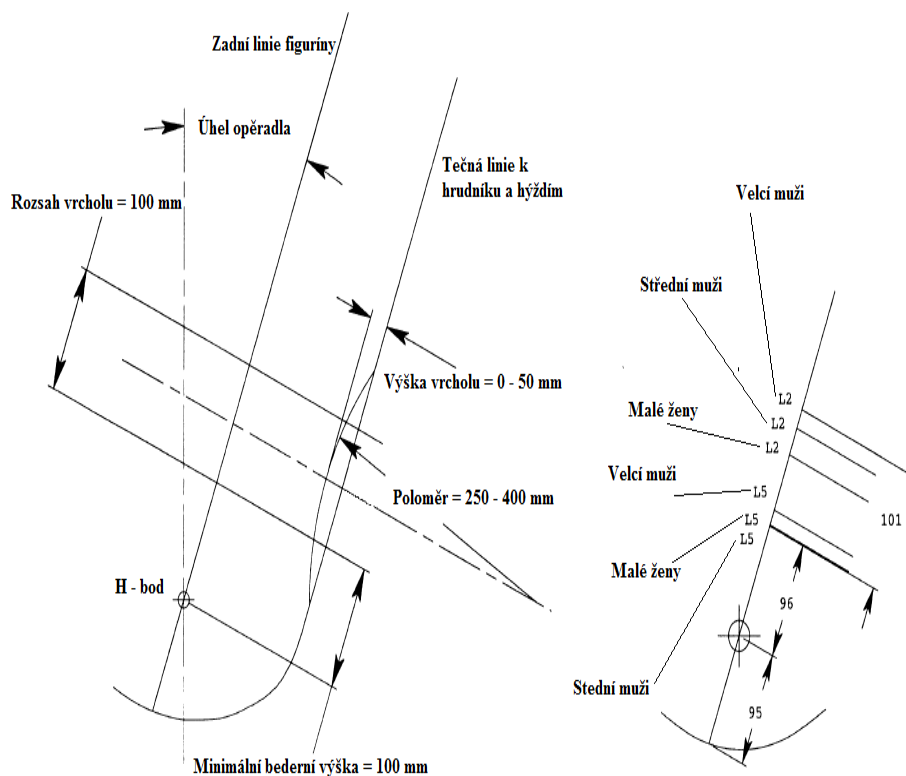 Zadní linie figuríny
Úhel opěradla
Tečná linie k
hrudníku a hýždím
Rozsah vrcholu = 100 mm
Výška vrcholu = 0 - 50 mm
Poloměr = 250 - 400 mm
H - bod
Minimální bederní výška = 100 mm
Velcí muži
Střední muži
L2
L2
Malé ženy
L2
Velcí muži
L5
L5
101
L5
Malé ženy
96
Stední muži
95